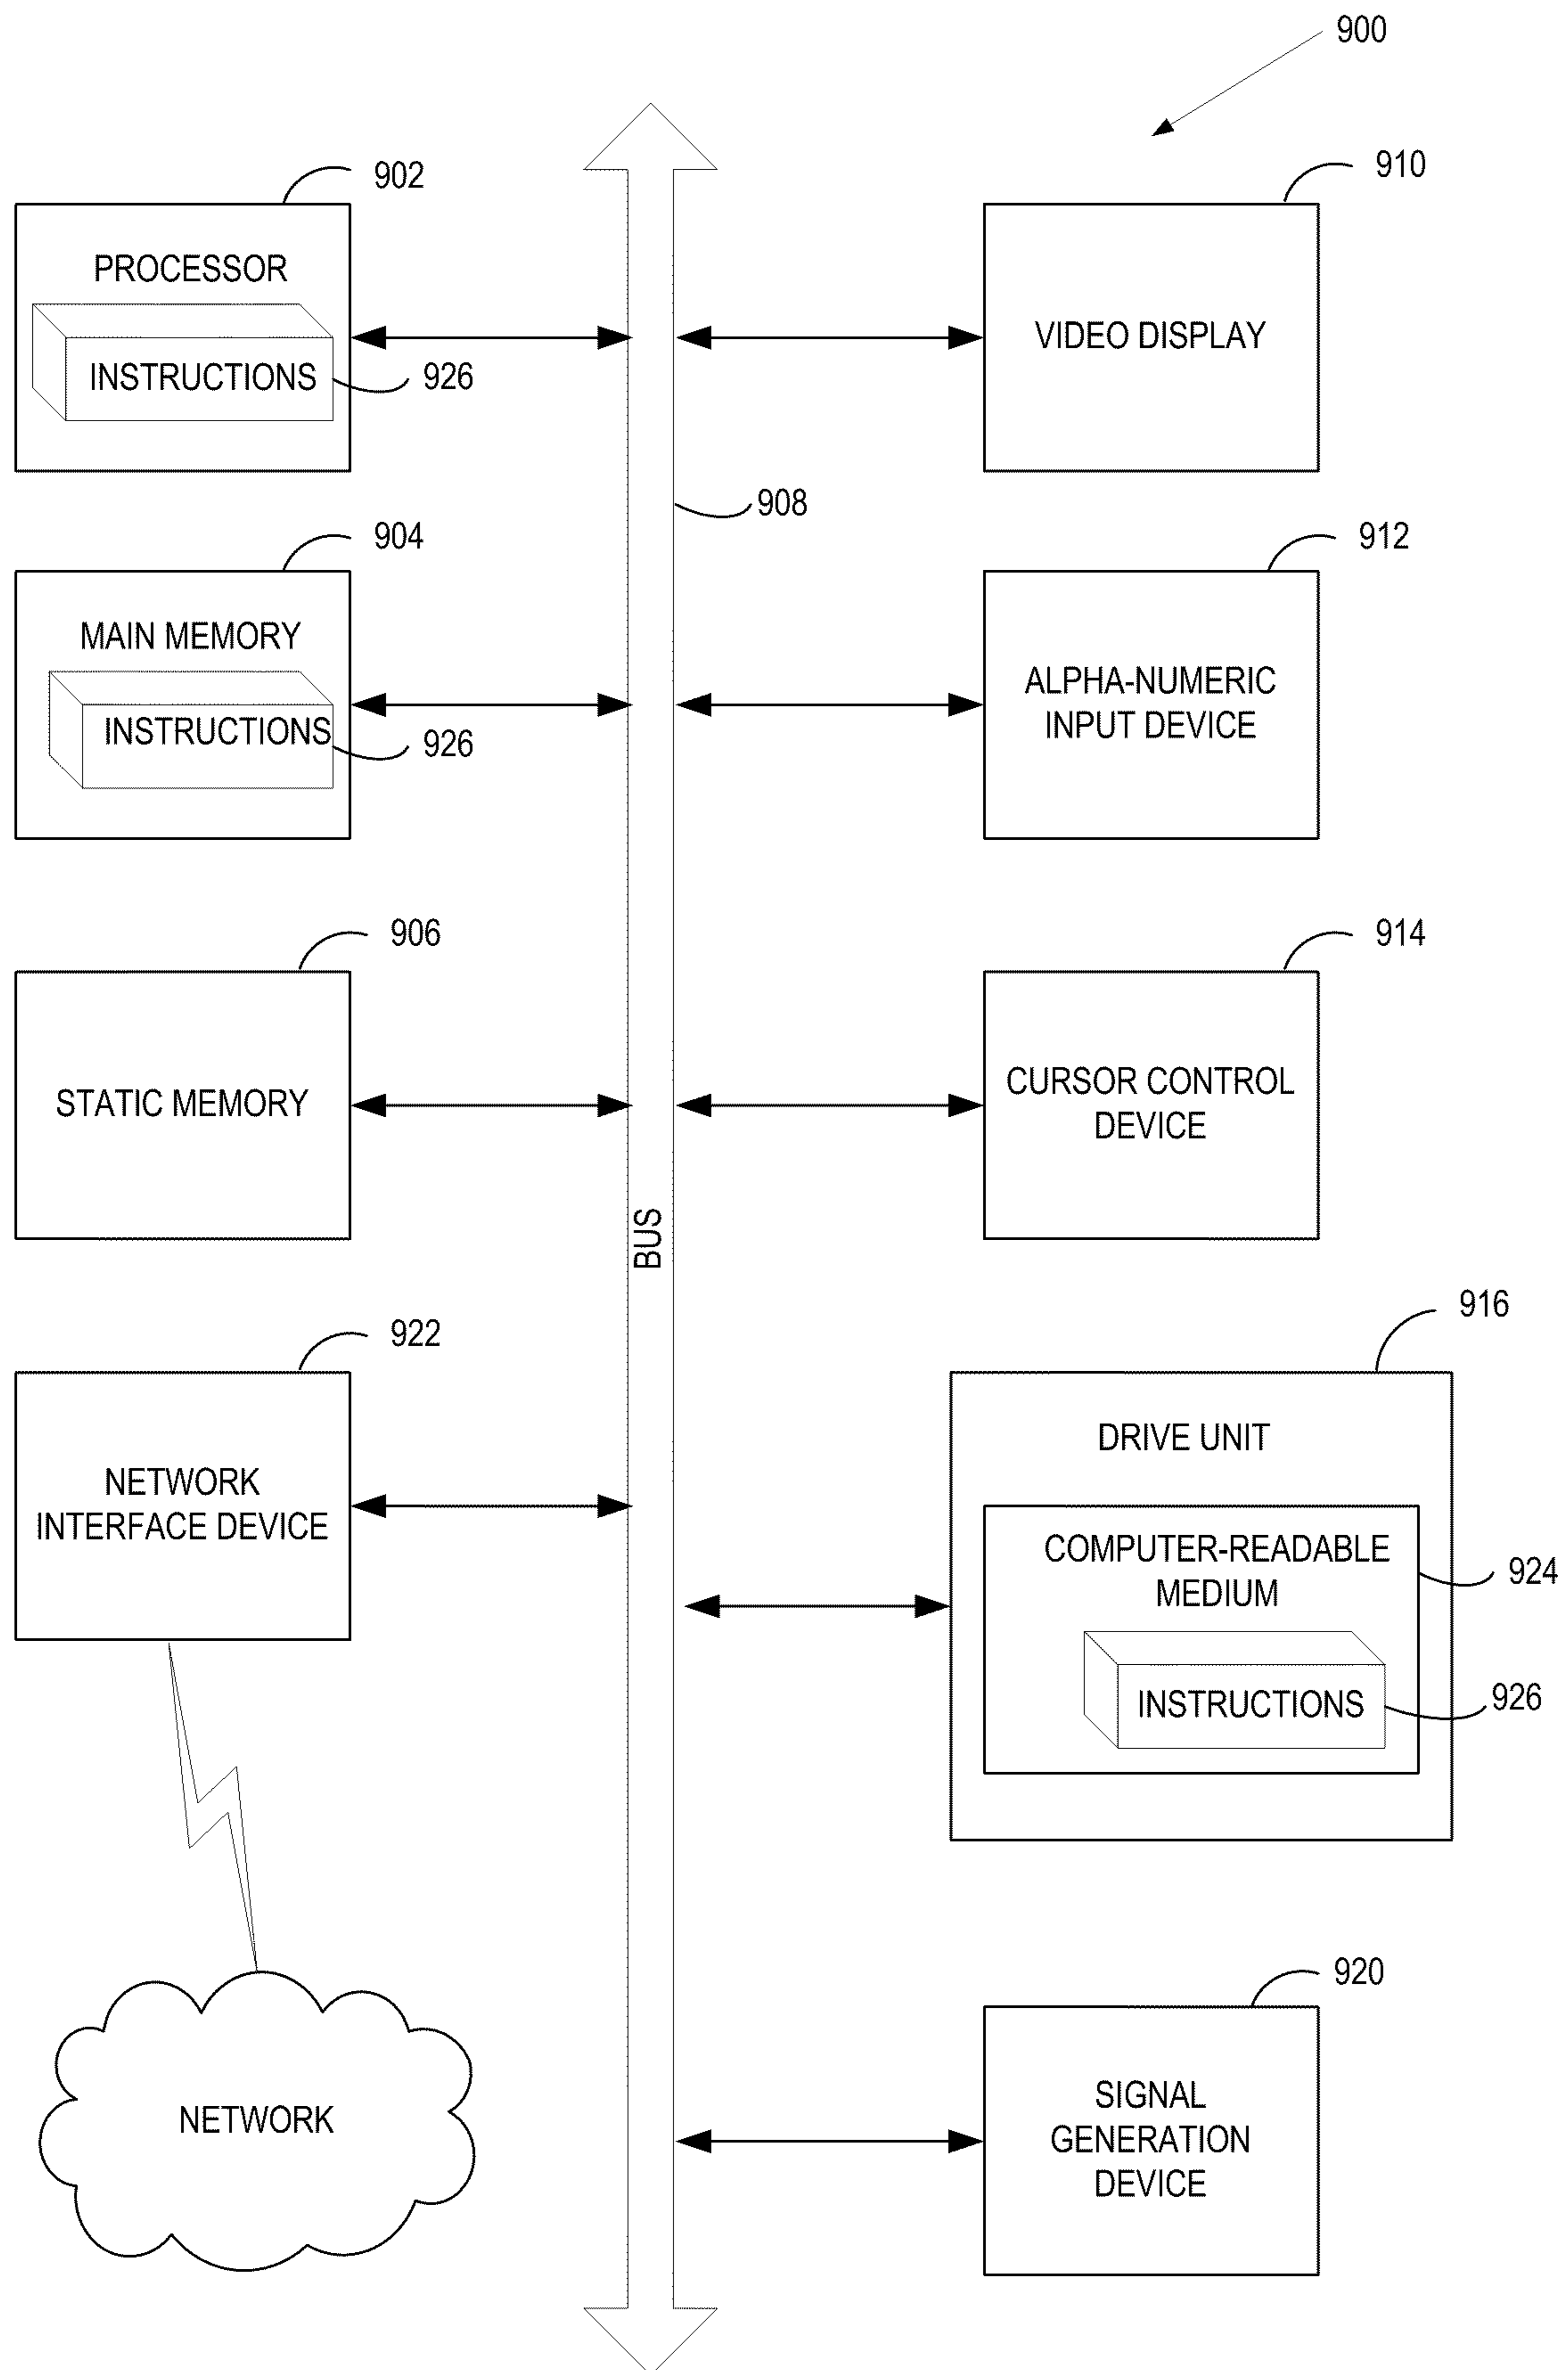 900
902
PROCESSOR
INSTRUCTIONS
926
904
MAIN MEMORY
INSTRUCTIONS
926
906
STATIC MEMORY
922
NETWORK
INTERFACE DEVICE
NETWORK
BUS
908
910
VIDEO DISPLAY
912
ALPHA-NUMERIC
INPUT DEVICE
914
CURSOR CONTROL
DEVICE
916
DRIVE UNIT
COMPUTER-READABLE
MEDIUM
924
INSTRUCTIONS
926
920
SIGNAL
GENERATION
DEVICE